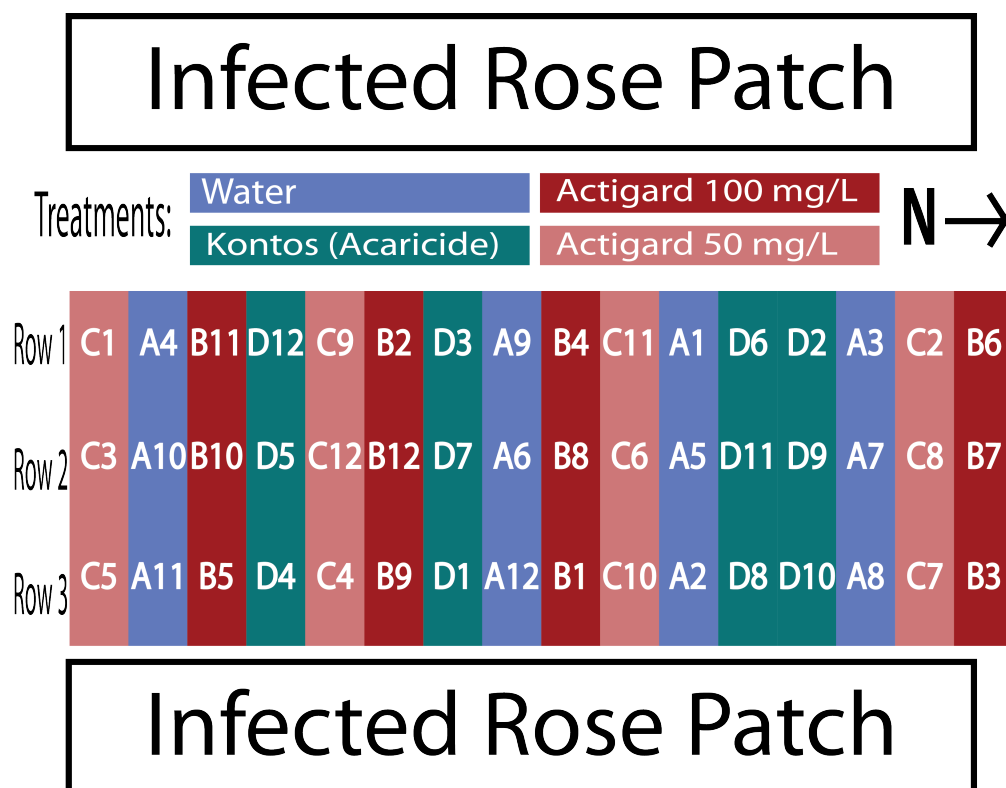 Infected Rose Patch
Treatments: Water Actigard 100 mg/L N
Kontos (Acaricide) Actigard 50 mg/L
Row 1 C1 A4 B11 D12 C9 B2 D3 A9 B4 C11 A1 D6 D2 A3 C2 B6
Row 2 C3 A10 B10 D5 C12 B12 D7 A6 B8 C6 A5 D11 D9 A7 C8 B7
Row 3 C5 A11 B5 D4 C4 B9 D1 A12 B1 C10 A2 D8 D10 A8 C7 B3
Infected Rose Patch